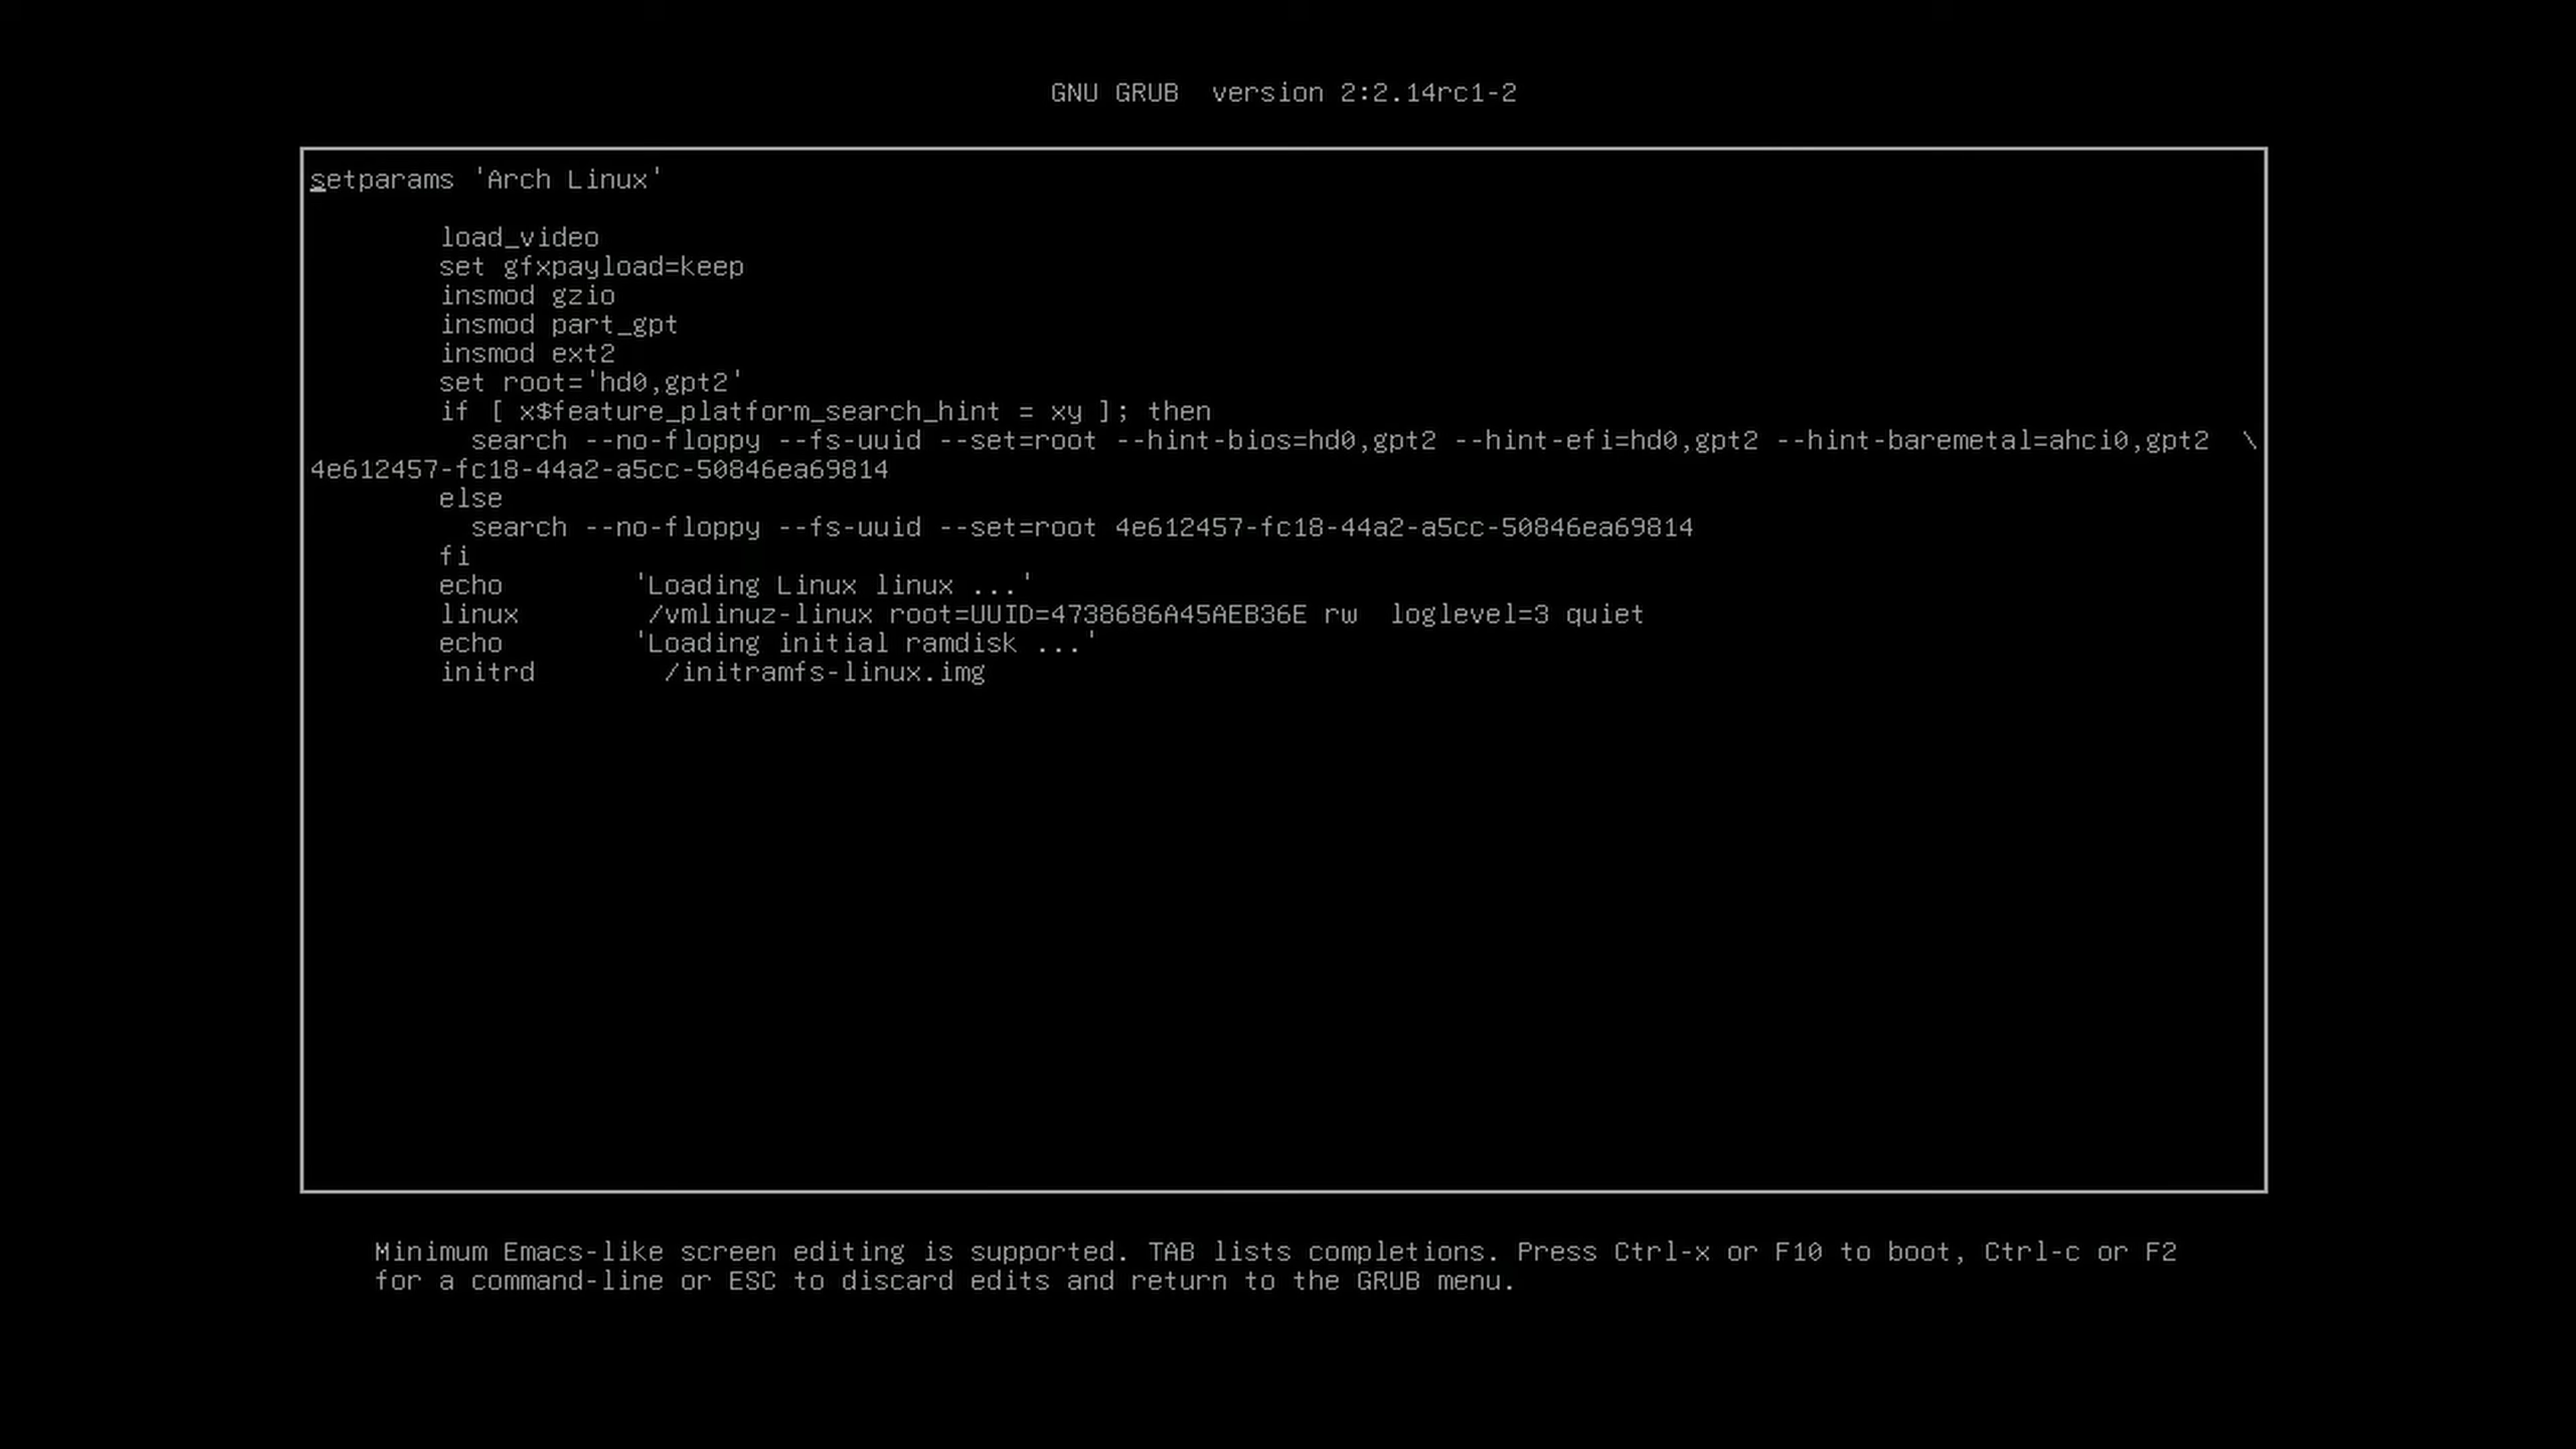 GNU GRUB  version 2:2.14rc1-2
setparams 'Arch Linux'
load_video
set gfxpayload=keep
insmod gzio
insmod part_gpt
insmod ext2
set root='hd0,gpt2'
if [ x$feature_platform_search_hint = xy ]; then
search --no-floppy --fs-uuid --set=root --hint-bios=hd0,gpt2 --hint-efi=hd0,gpt2 --hint-baremetal=ahci0,gpt2  \
4e612457-fc18-44a2-a5cc-50846ea69814
else
search --no-floppy --fs-uuid --set=root 4e612457-fc18-44a2-a5cc-50846ea69814
fi
echo	'Loading Linux linux ...'
linux	/vmlinuz-linux root=UUID=4738686A45AEB36E rw  loglevel=3 quiet
echo	'Loading initial ramdisk ...'
initrd	/initramfs-linux.img
Minimum Emacs-like screen editing is supported. TAB lists completions. Press Ctrl-x or F10 to boot, Ctrl-c or F2
for a command-line or ESC to discard edits and return to the GRUB menu.